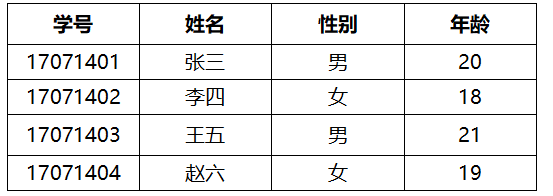 学号 姓名 性别 年龄
17071401 张三 男 20
17071402 李四 女 18
17071403 王五 男 21
17071404 赵六 女 19